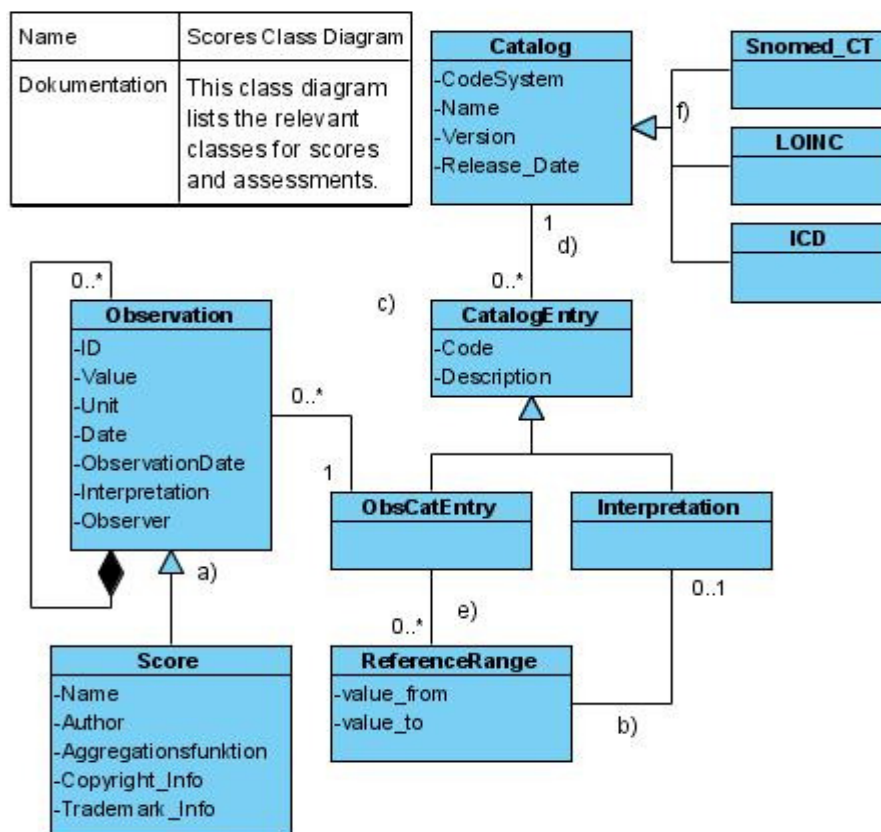 Name
Scores Class Diagram
Dokumentation
This class diagram
lists the relevant
classes for scores
and assessments.
Catalog
-CodeSystem
-Name
-Version
-Release_Date
f)
Snomed_CT
LOINC
ICD
1
d)
0..*
c)
CatalogEntry
-Code
-Description
0..*
Observation
-ID
-Value
-Unit
-Date
-ObservationDate
-Interpretation
-Observer
0..*
1
ObsCatEntry
Interpretation
a)
0..1
0..*
e)
Score
-Name
-Author
-Aggregationsfunktion
-Copyright_Info
-Trademark_Info
ReferenceRange
-value_from
-value_to
b)